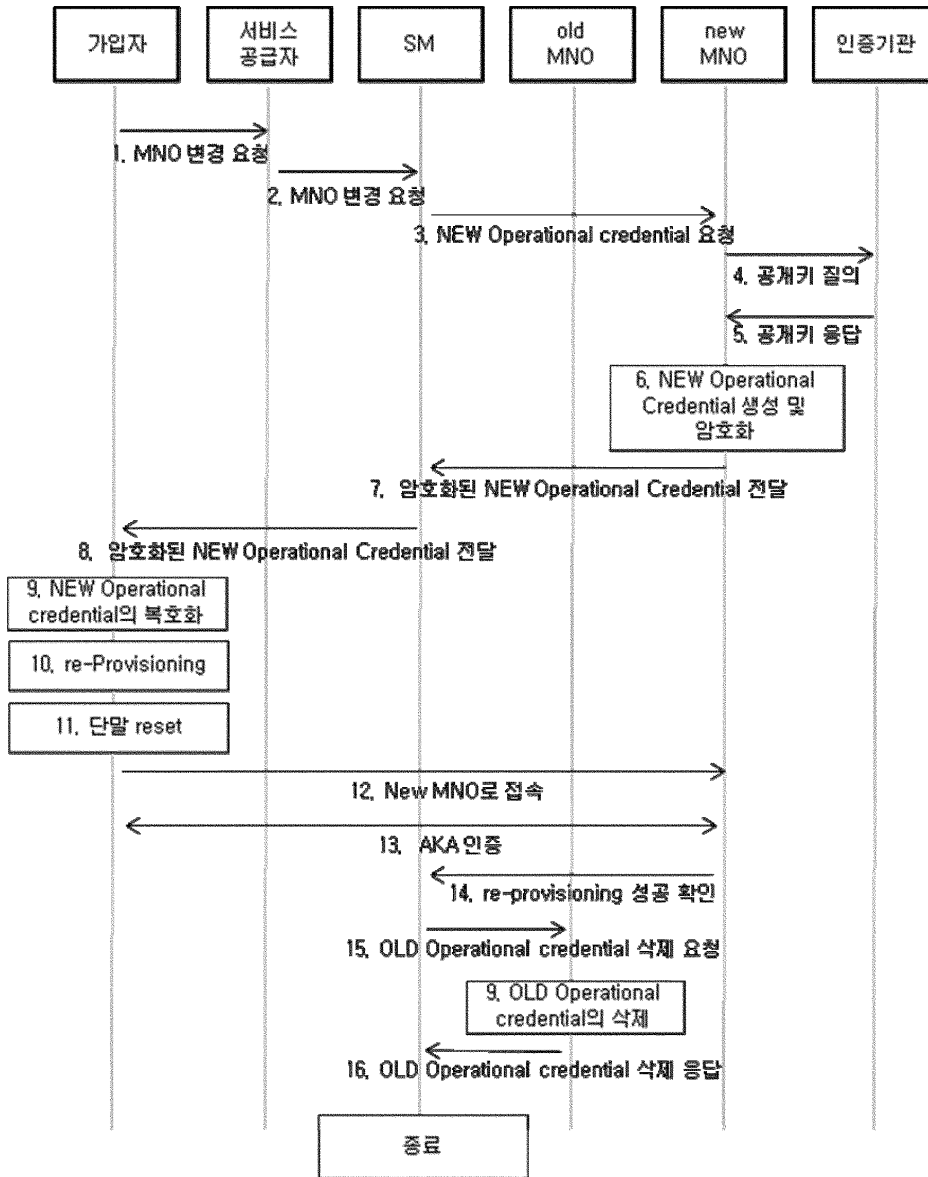 가입자
서비스
공급자
SM
old
MNO
new
MNO
인증기관
1. MNO 변경 요청
2. MNO 변경 요청
3. NEW Operational credential 요청
4. 공개키 질의
5. 공개키 응답
6. NEW Operational
Credential 생성 및
암호화
7. 암호화된 NEW Operational Credential 전달
8. 암호화된 NEW Operational Credential 전달
9. NEW Operational
credential의 복호화
10. re-Provisioning
11. 단말 reset
12. New MNO로 접속
13. AKA 인증
14. re-provisioning 성공 확인
15. OLD Operational credential 삭제 요청
9. OLD Operational
credential의 삭제
16. OLD Operational credential 삭제 응답
종료